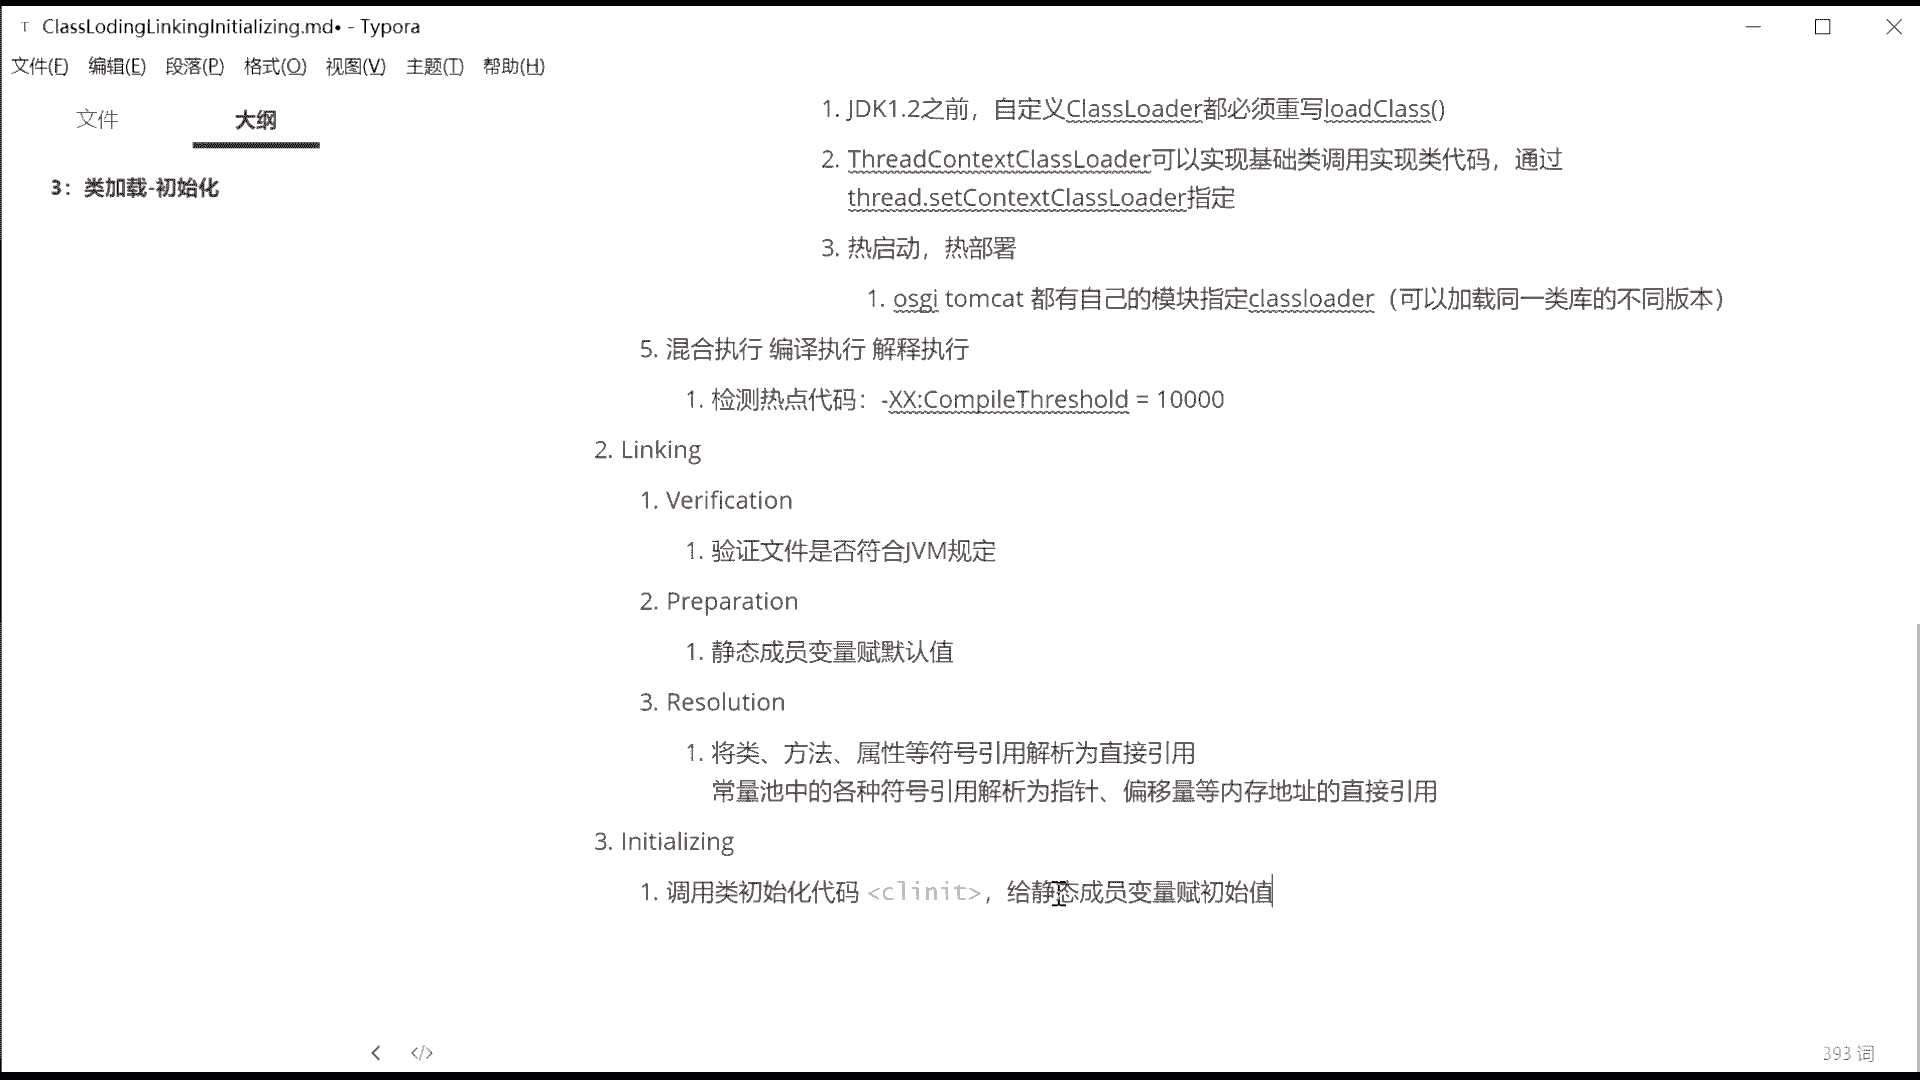 ClassLodingLinkingInitializing.md• - Typora
文件(F) 编辑(E) 段落(P) 格式(O) 视图(V) 主题(T) 帮助(H)
文件 大纲
3：类加载-初始化
1. JDK1.2之前，自定义ClassLoader都必须重写loadClass()
2. ThreadContextClassLoader可以实现基础类调用实现类代码，通过
thread.setContextClassLoader指定
3. 热启动，热部署
1. osgi tomcat 都有自己的模块指定classloader（可以加载同一类库的不同版本）
5. 混合执行 编译执行 解释执行
1. 检测热点代码：-XX:CompileThreshold = 10000
2. Linking
1. Verification
1. 验证文件是否符合JVM规定
2. Preparation
1. 静态成员变量赋默认值
3. Resolution
1. 将类、方法、属性等符号引用解析为直接引用
常量池中的各种符号引用解析为指针、偏移量等内存地址的直接引用
3. Initializing
1. 调用类初始化代码 <clinit>，给静态成员变量赋初始值
393 词